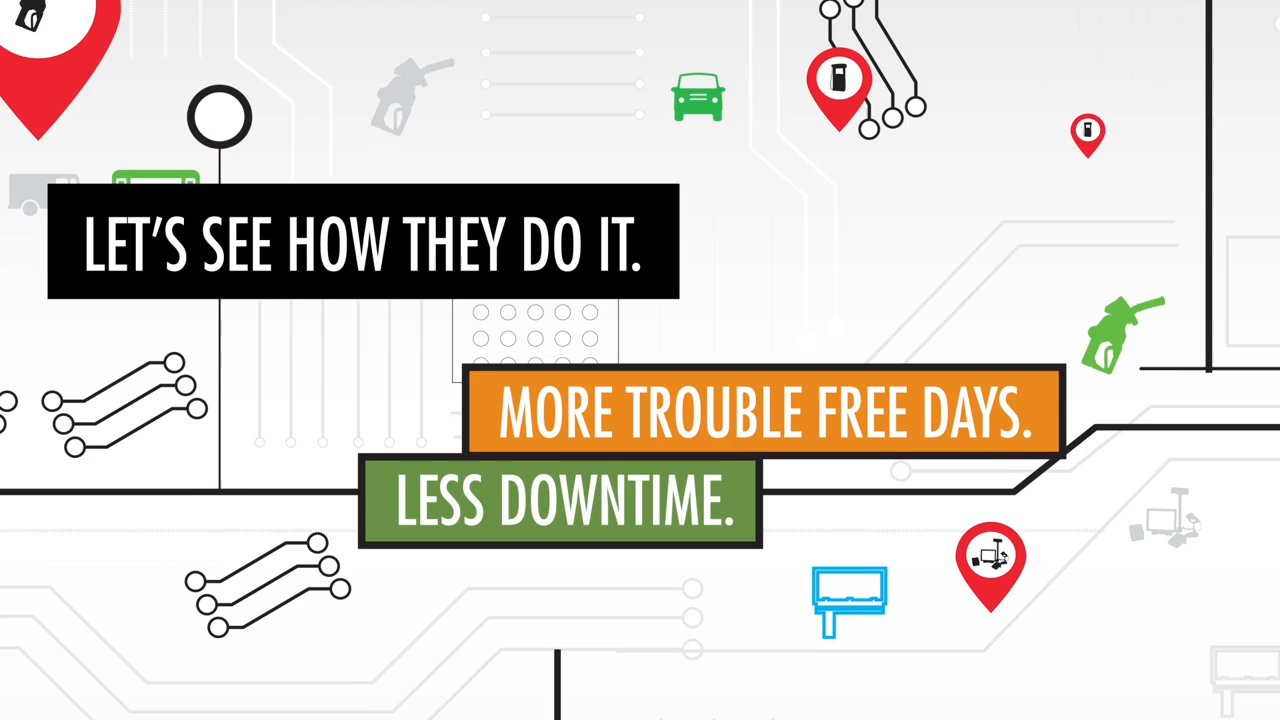 LET’S SEE HOW THEY DO IT.
MORE TROUBLE FREE DAYS.
LESS DOWNTIME.